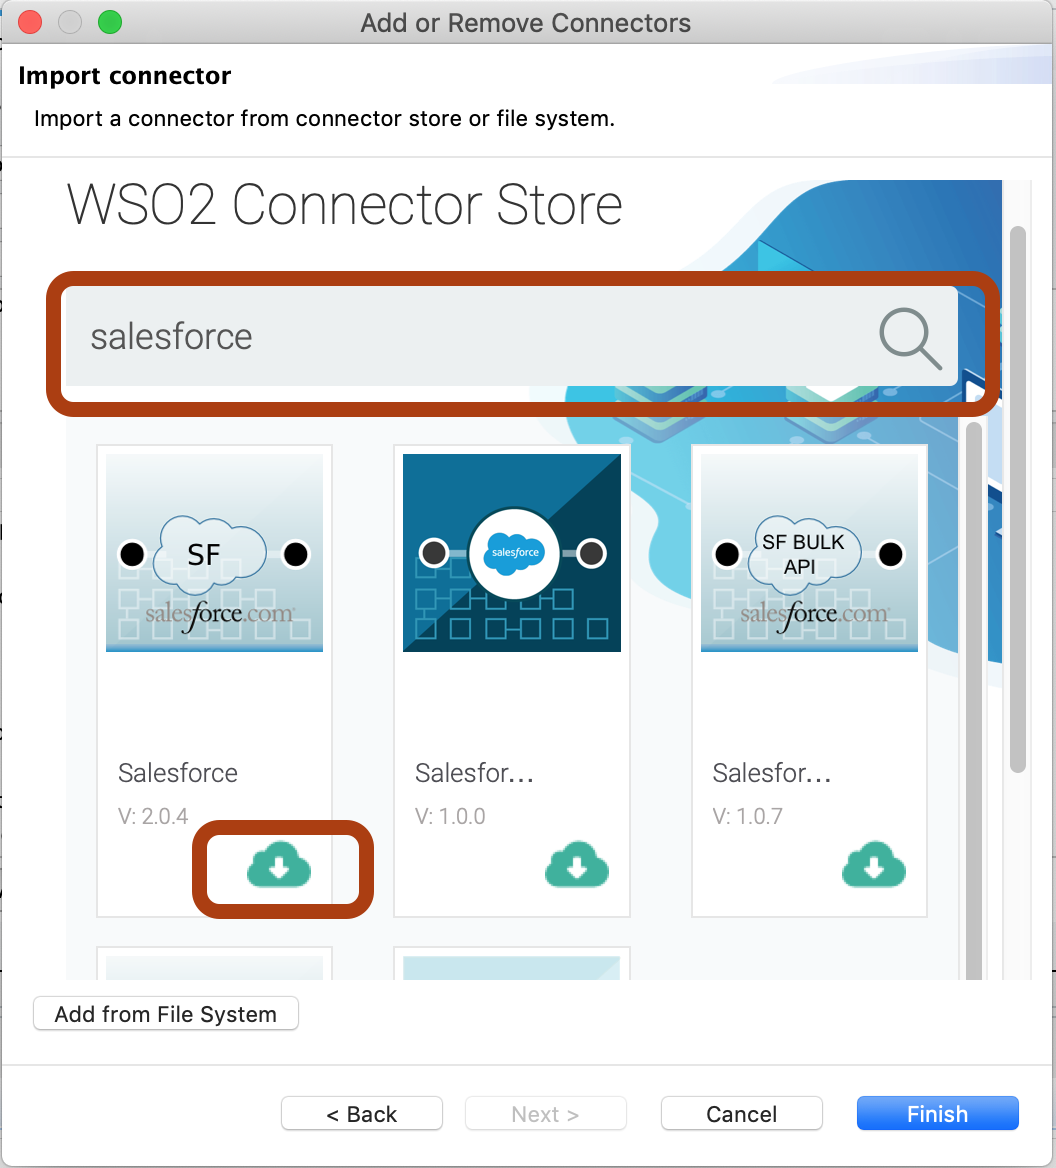 Add or Remove Connectors
Import connector
Import a connector from connector store or file system.
WSO2 Connector Store
salesforce
SF
salesforce.com
salesforce
SF BULK
API
salesforce.com
Salesforce
Salesfor...
Salesfor...
V: 2.0.4
V: 1.0.0
V: 1.0.7
Add from File System
< Back
Next >
Cancel
Finish